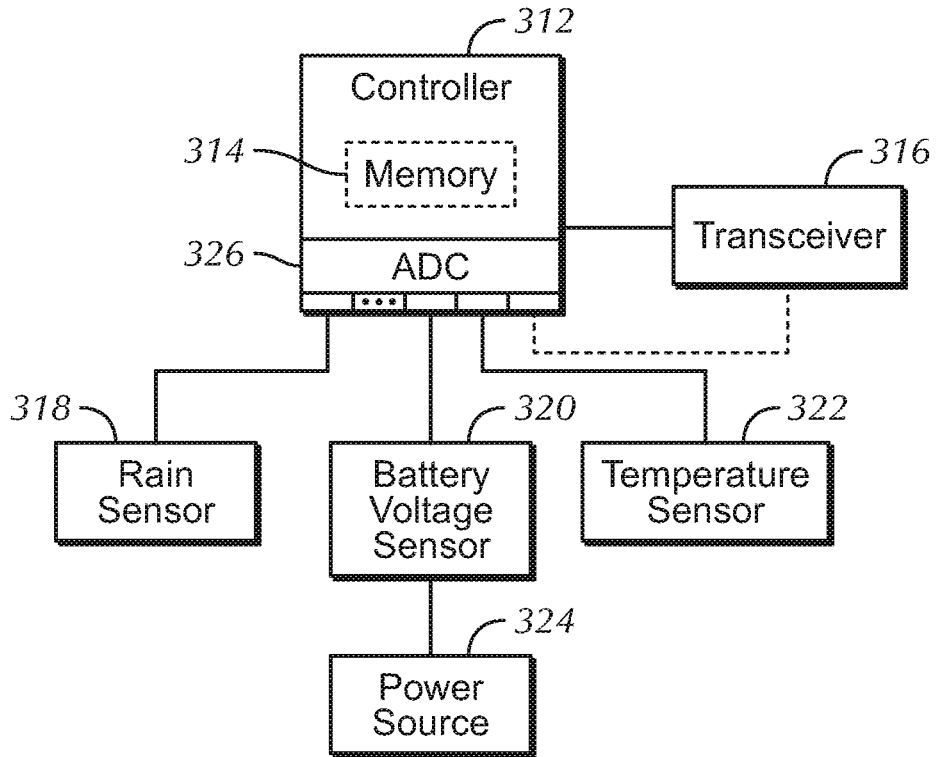 312
Controller
314
Memory
316
Transceiver
326
ADC
318
Rain
Sensor
320
Battery
Voltage
Sensor
322
Temperature
Sensor
324
Power
Source